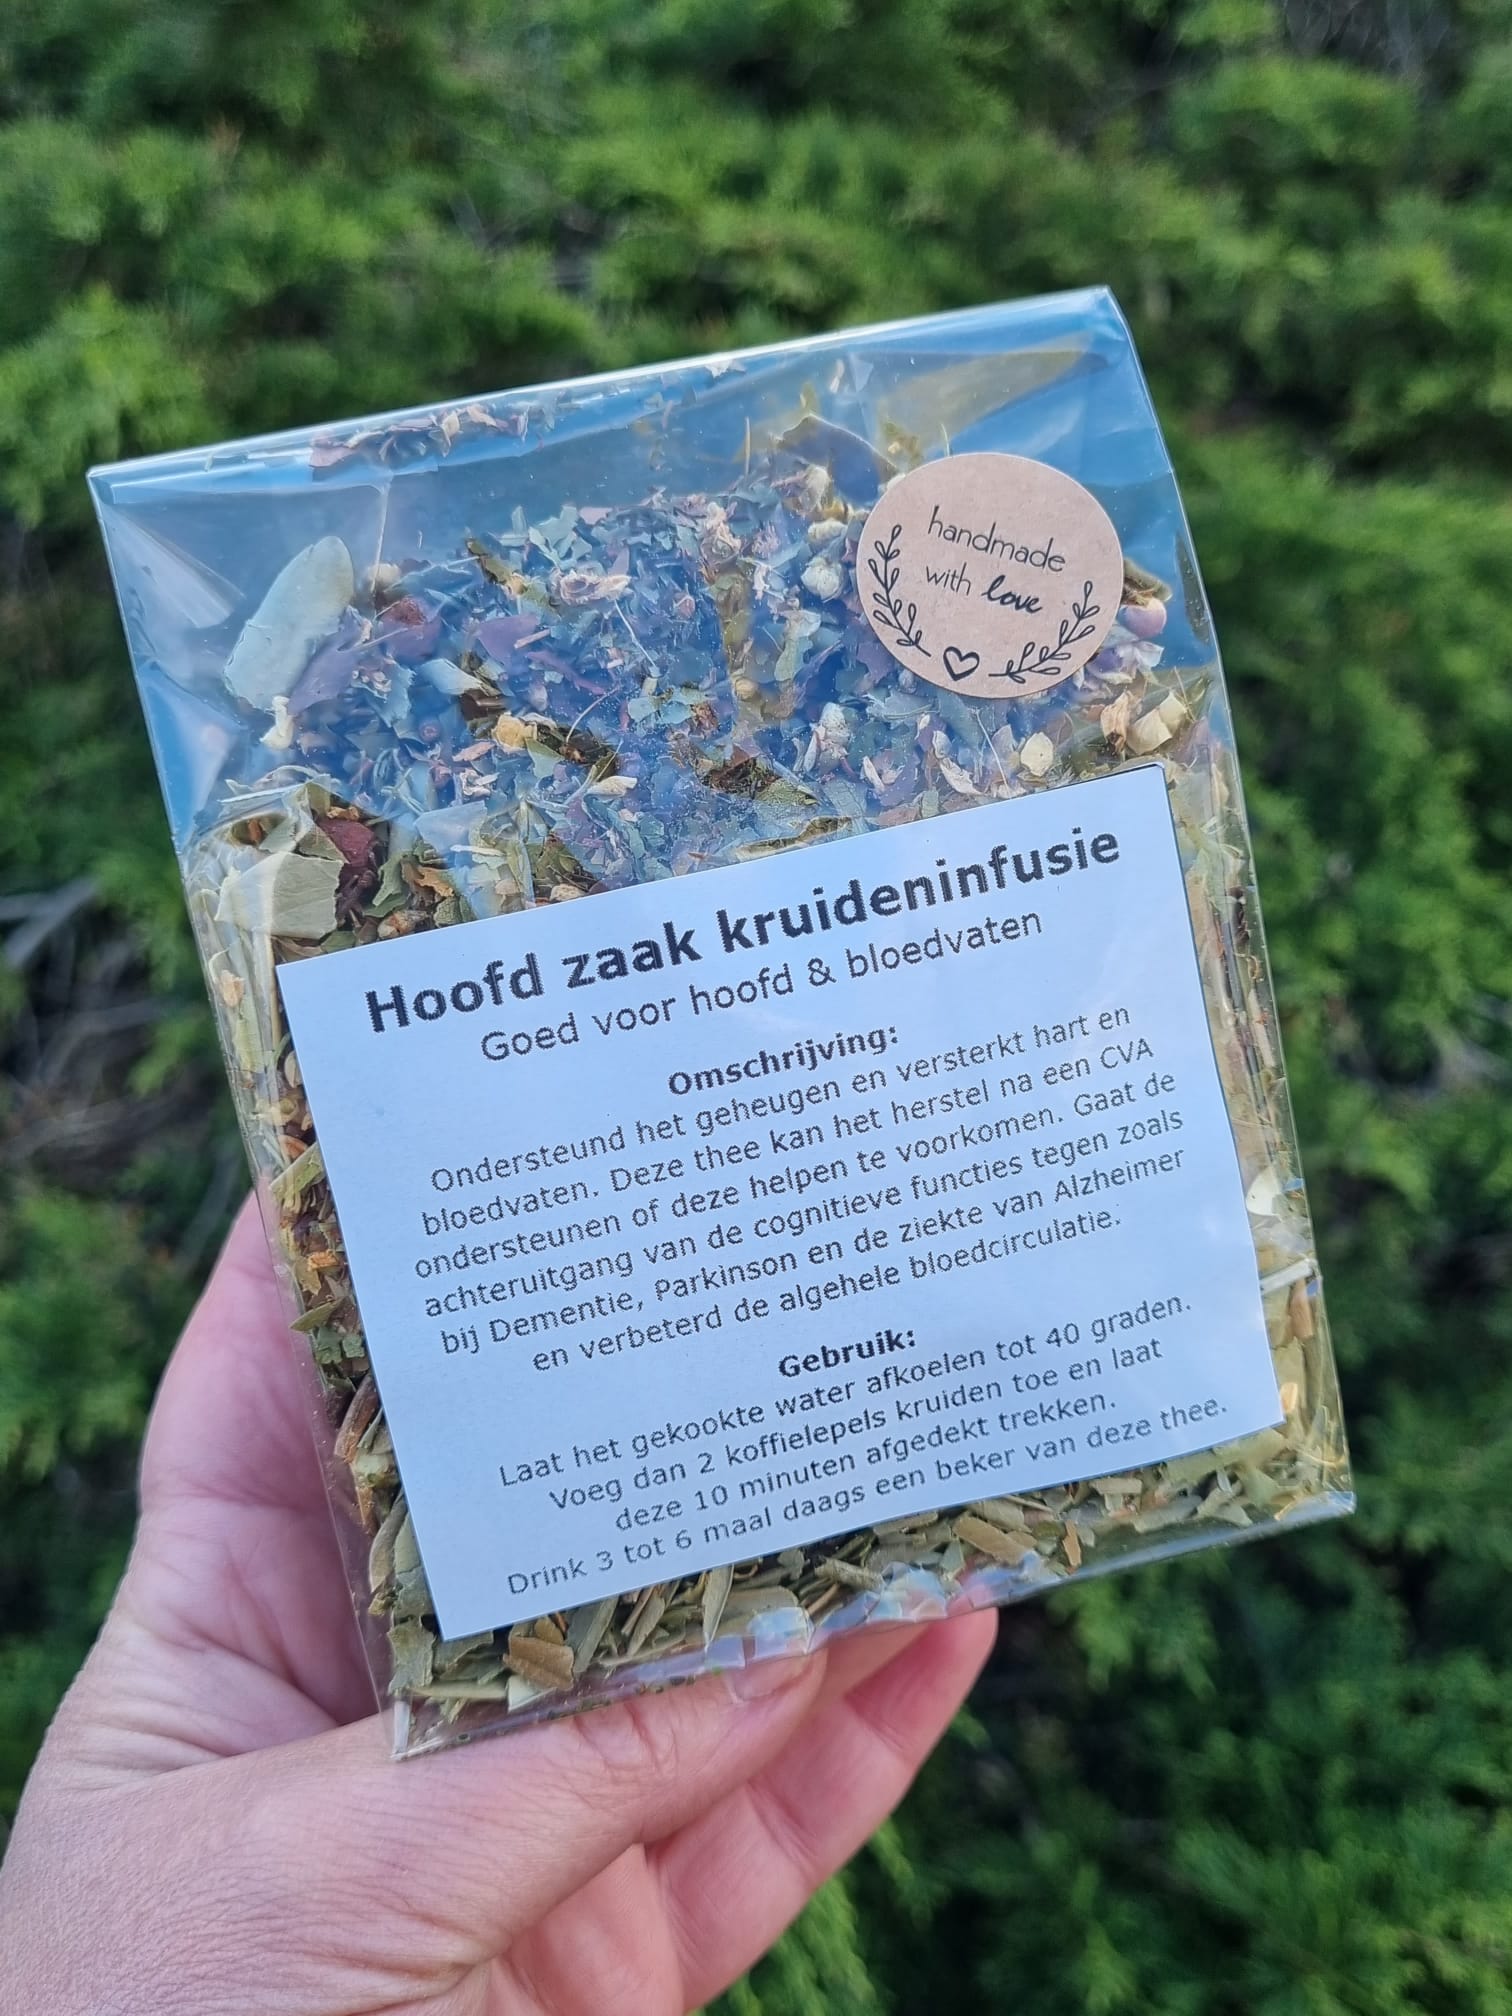 handmade
with love
Hoofd zaak kruideninfusie
Goed voor hoofd & bloedvaten
Omschrijving:
Ondersteund het geheugen en versterkt hart en
bloedvaten. Deze thee kan het herstel na een CVA
ondersteunen of deze helpen te voorkomen. Gaat de
achteruitgang van de cognitieve functies tegen zoals
bij Dementie, Parkinson en de ziekte van Alzheimer
en verbeterd de algehele bloedcirculatie.
Gebruik:
Laat het gekookte water afkoelen tot 40 graden.
Voeg dan 2 koffielepels kruiden toe en laat
deze 10 minuten afgedekt trekken.
Drink 3 tot 6 maal daags een beker van deze thee.